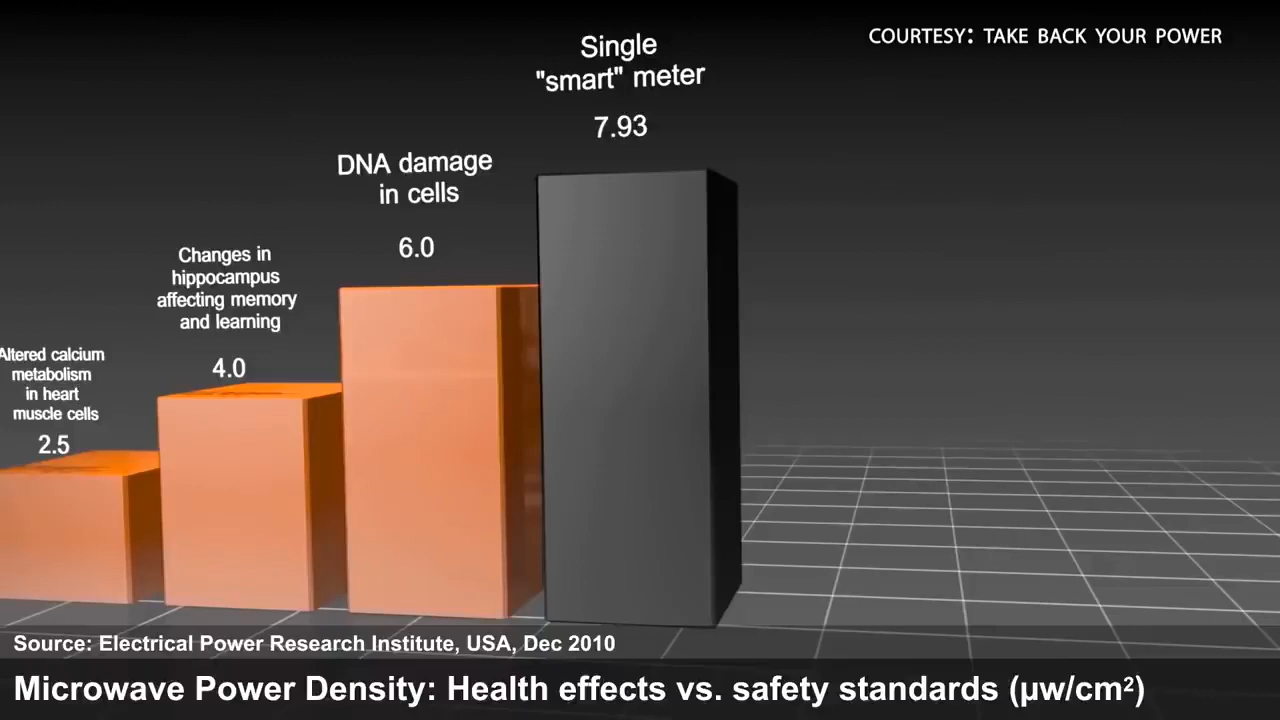 COURTESY: TAKE BACK YOUR POWER
Single
"smart" meter
7.93
DNA damage
in cells
6.0
Changes in
hippocampus
affecting memory
and learning
4.0
Altered calcium
metabolism
in heart
muscle cells
2.5
Source: Electrical Power Research Institute, USA, Dec 2010
Microwave Power Density: Health effects vs. safety standards (µw/cm²)